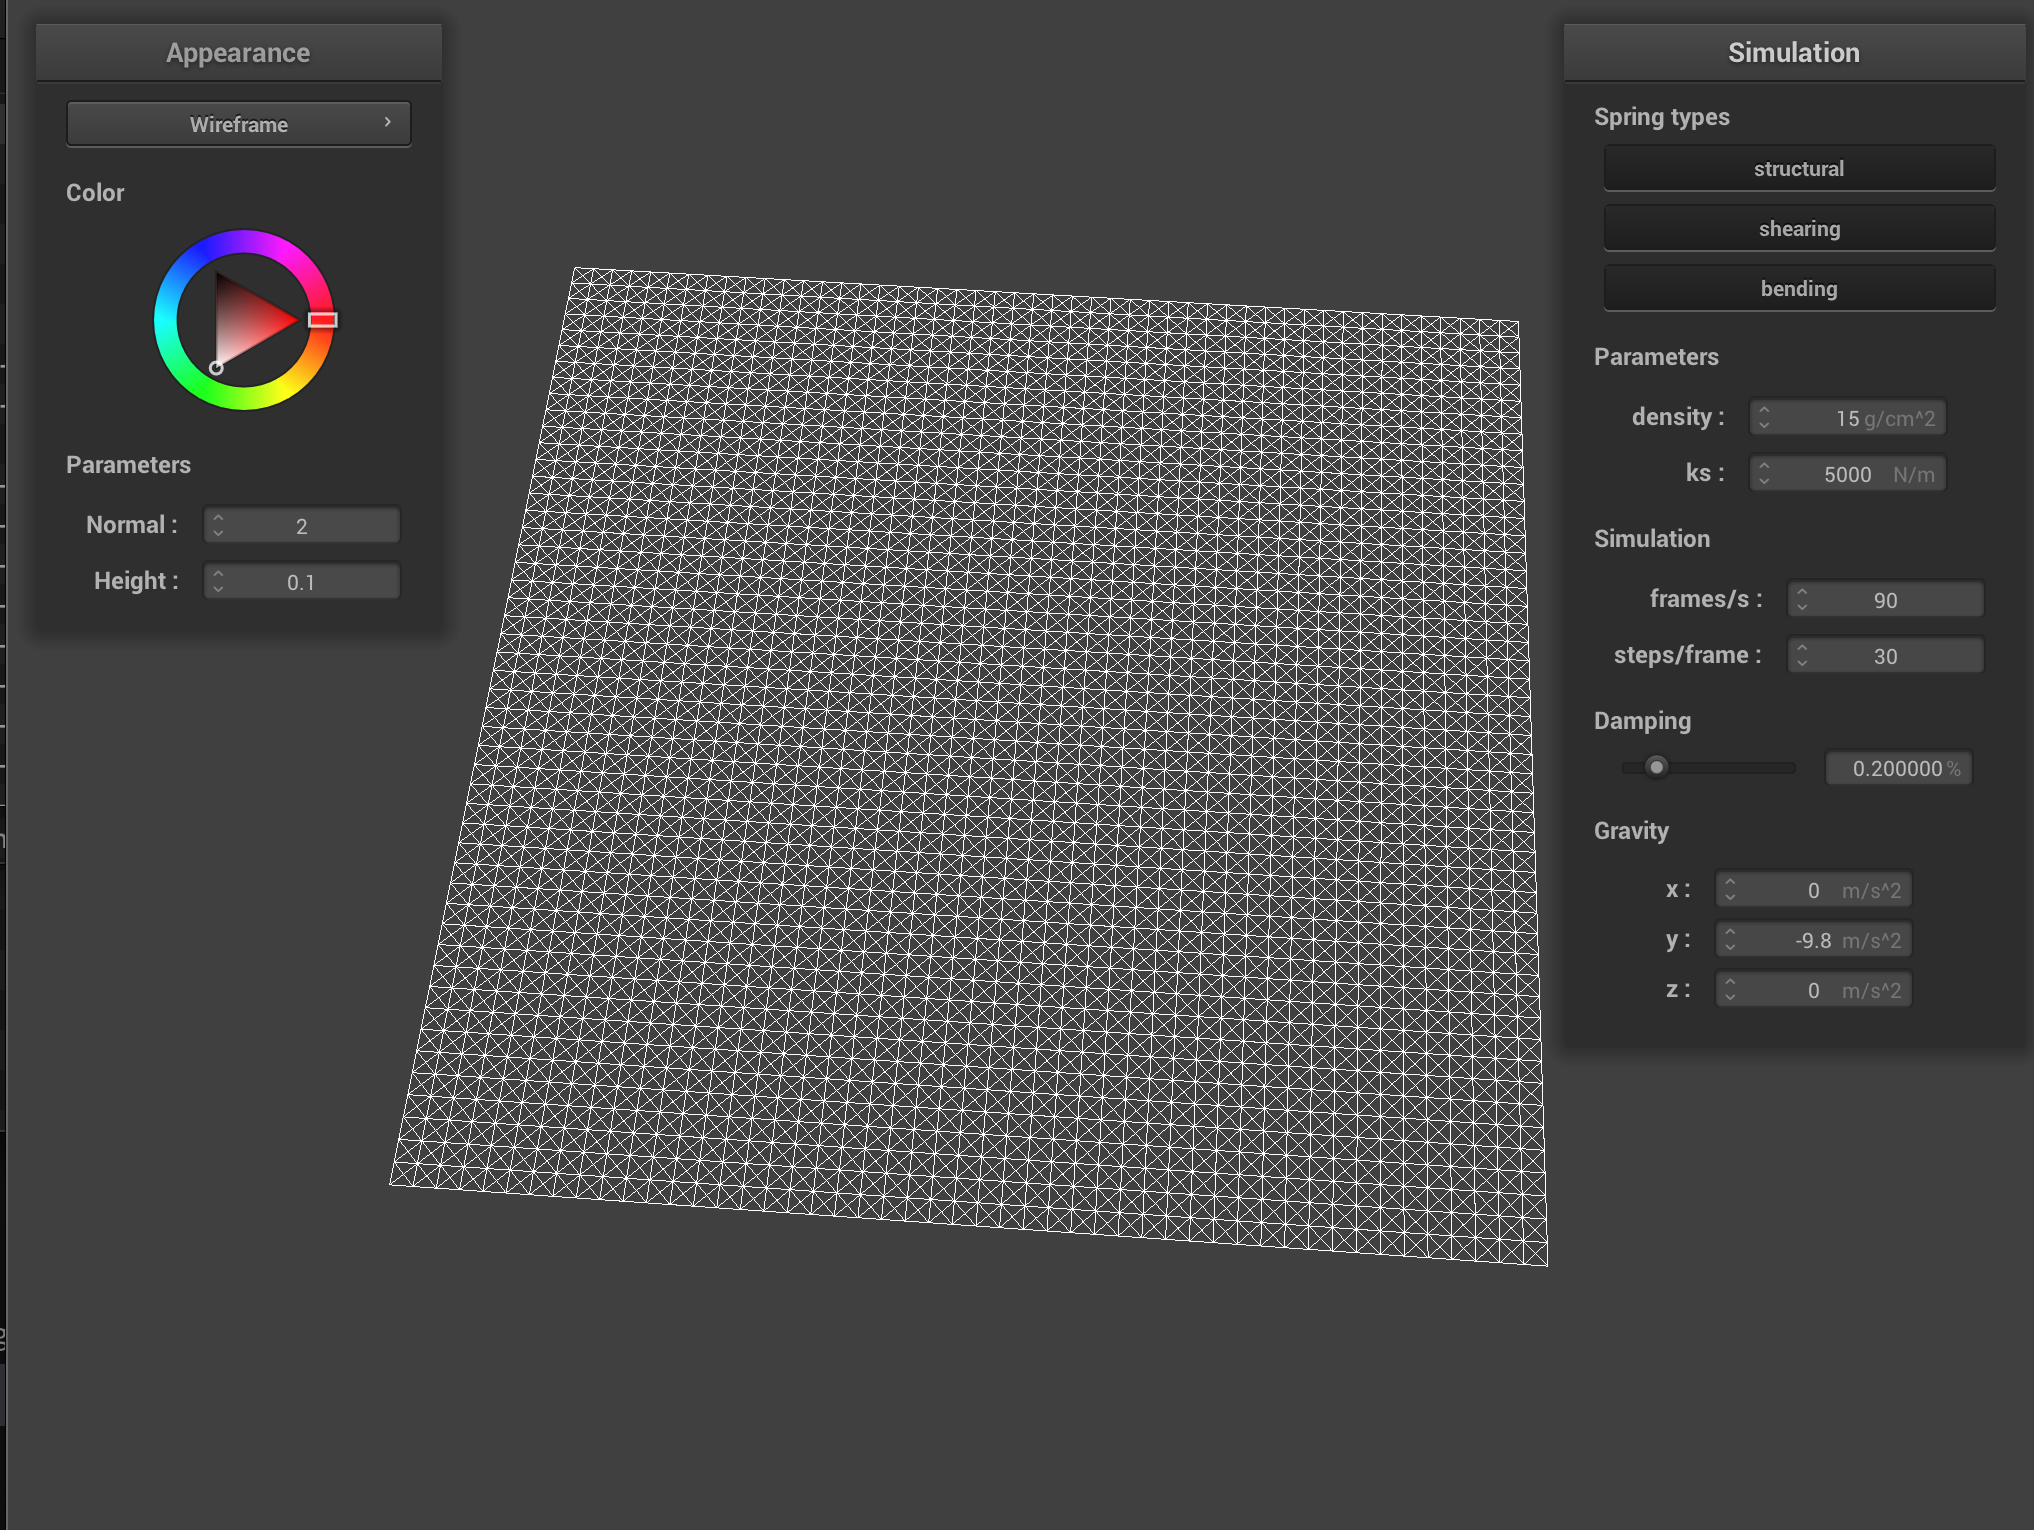 Appearance
Wireframe
Color
Parameters
Normal : 2
Height : 0.1
Simulation
Spring types
structural
shearing
bending
Parameters
density : 15 g/cm^2
ks : 5000 N/m
Simulation
frames/s : 90
steps/frame : 30
Damping
0.200000 %
Gravity
x : 0 m/s^2
y : -9.8 m/s^2
z : 0 m/s^2